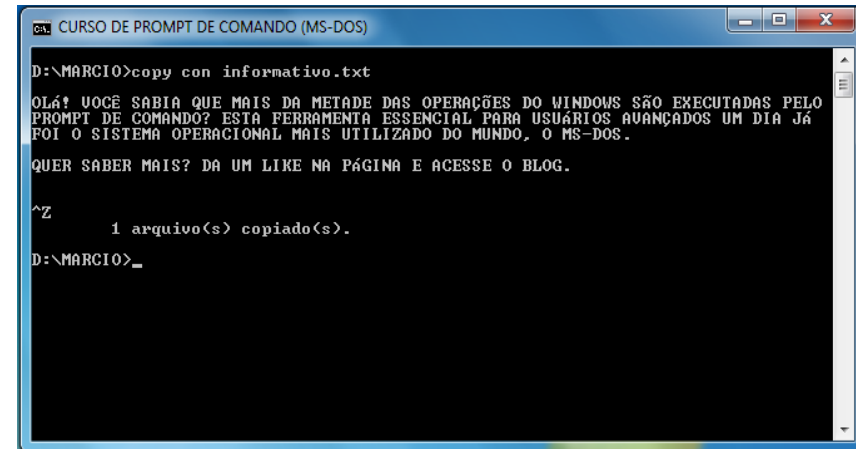 CURSO DE PROMPT DE COMANDO (MS-DOS)
D:\MARCIO>copy con informativo.txt
OLá! VOCÊ SABIA QUE MAIS DA METADE DAS OPERAÇõES DO WINDOWS SãO EXECUTADAS PELO
PROMPT DE COMANDO? ESTA FERRAMENTA ESSENCIAL PARA USUáRIOS AVANÇADOS UM DIA Já
FOI O SISTEMA OPERACIONAL MAIS UTILIZADO DO MUNDO, O MS-DOS.
QUER SABER MAIS? DA UM LIKE NA PáGINA E ACESSE O BLOG.
^Z
1 arquivo(s) copiado(s).
D:\MARCIO>_